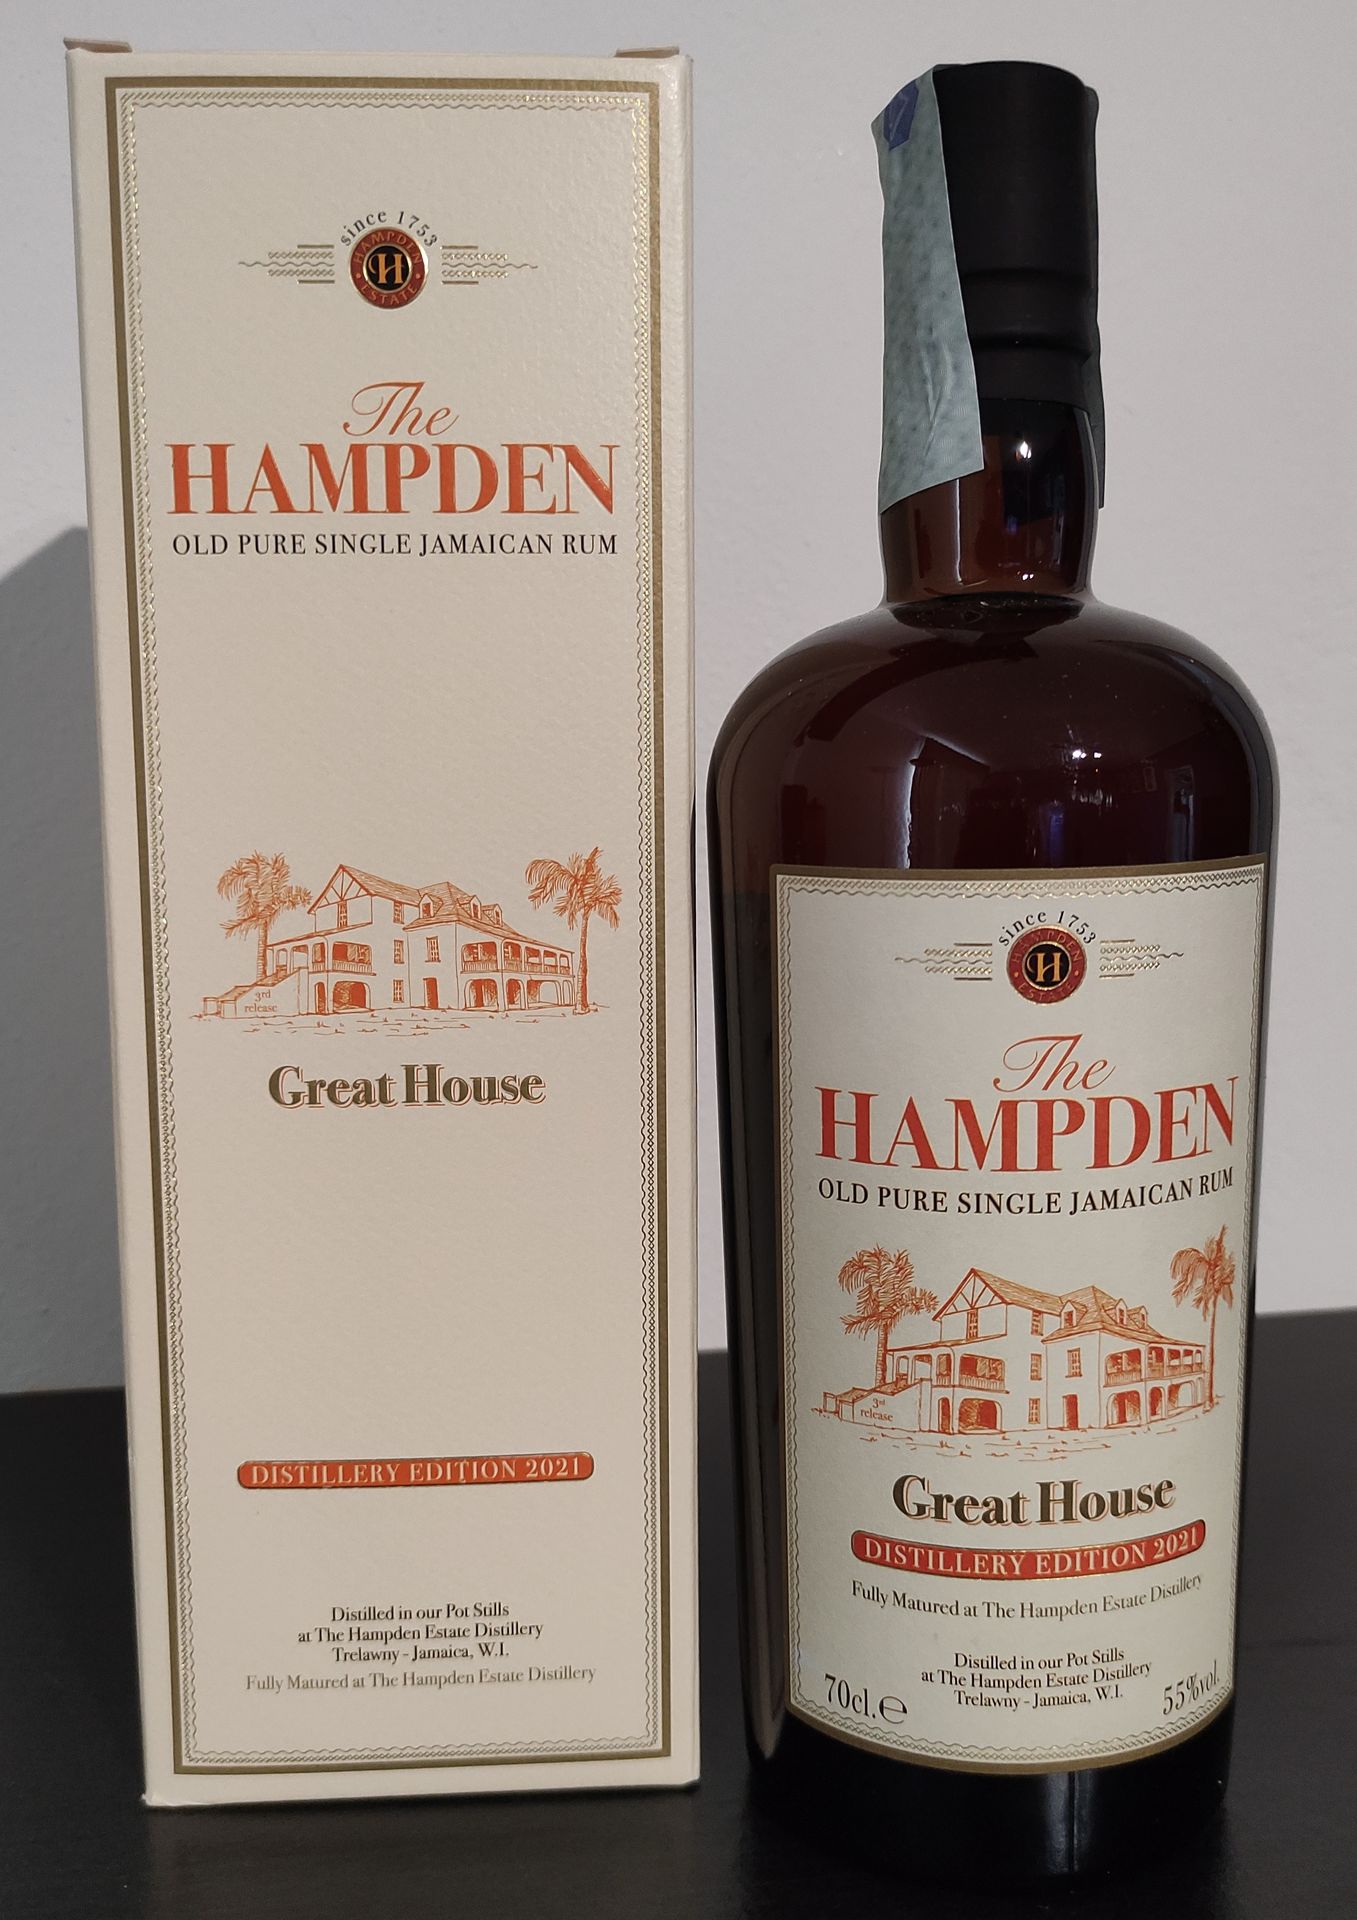 since 1753
HAMPDEN
H
ESTATE
The
HAMPDEN
OLD PURE SINGLE JAMAICAN RUM
3rd
release
Great House
DISTILLERY EDITION 2021
Distilled in our Pot Stills
at The Hampden Estate Distillery
Trelawny - Jamaica, W.I.
Fully Matured at The Hampden Estate Distillery
since 1753
HAMPDEN
H
ESTATE
The
HAMPDEN
OLD PURE SINGLE JAMAICAN RUM
3rd
release
Great House
DISTILLERY EDITION 2021
Fully Matured at The Hampden Estate Distillery
Distilled in our Pot Stills
at The Hampden Estate Distillery
Trelawny - Jamaica, W.I.
70cl.℮
55%vol.